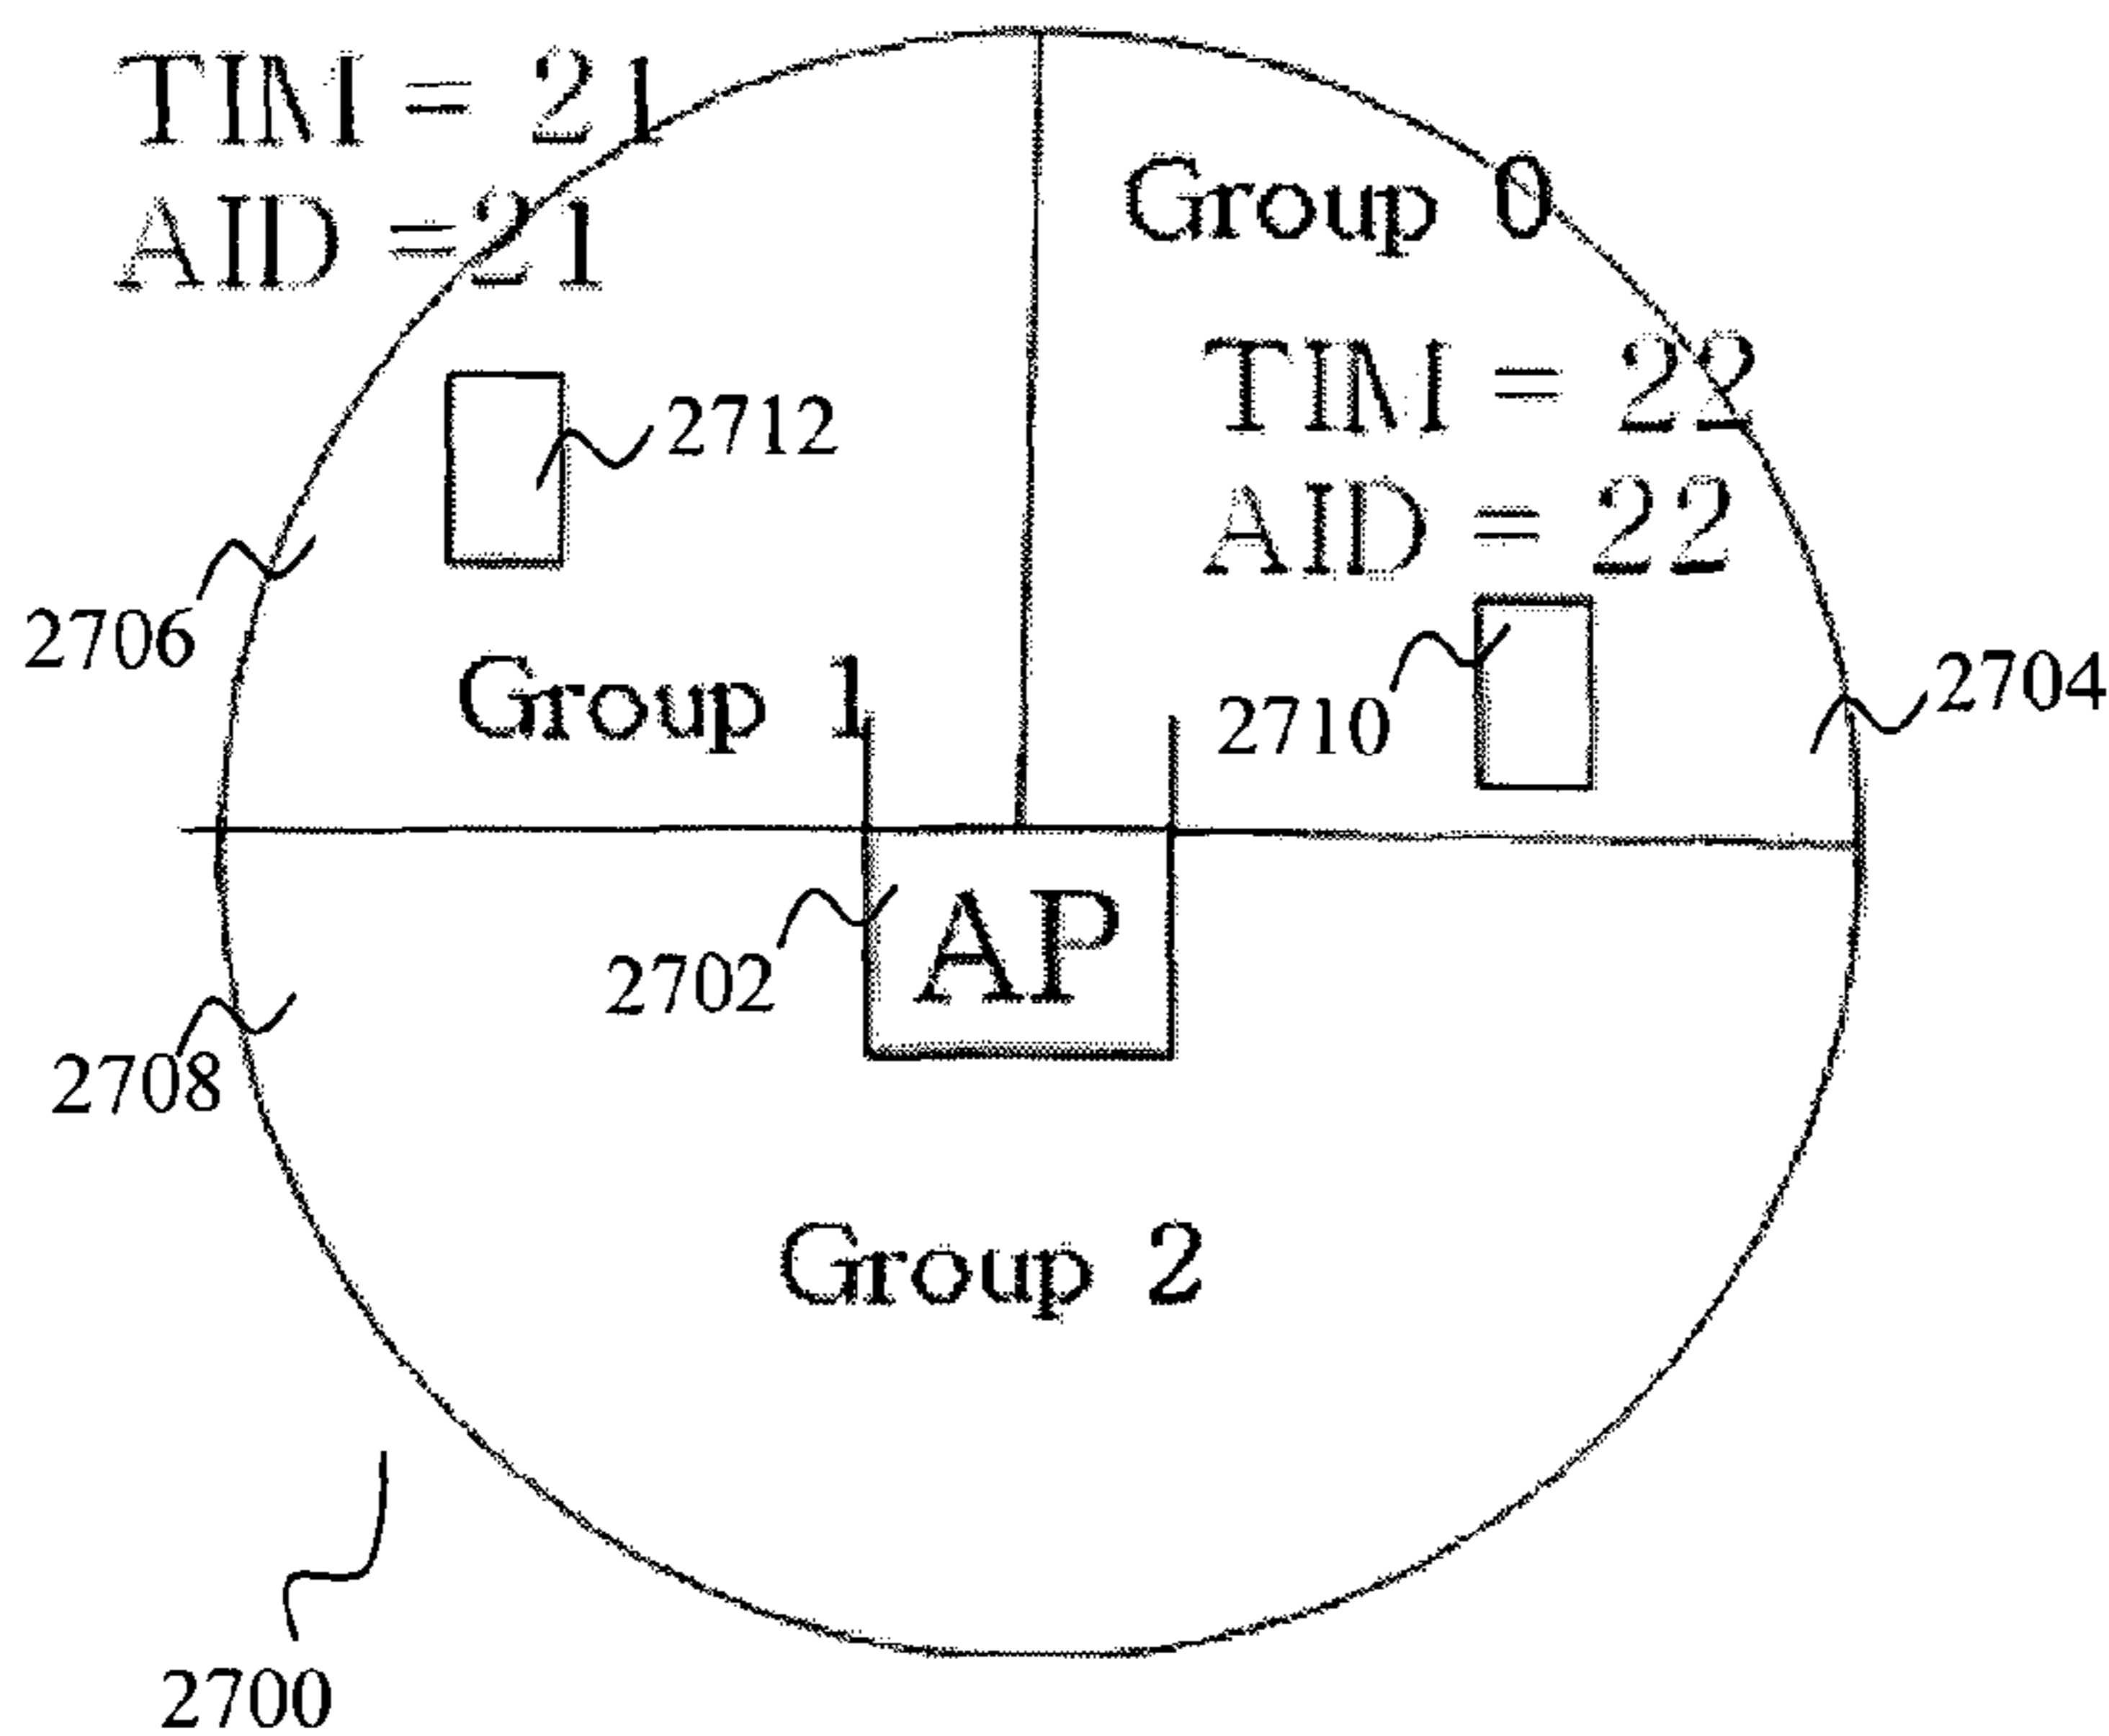 TIM = 21
AID =21
Group 0
TIM = 22
AID = 22
2712
2706
Group 1
2710
2704
2702
AP
2708
Group 2
2700